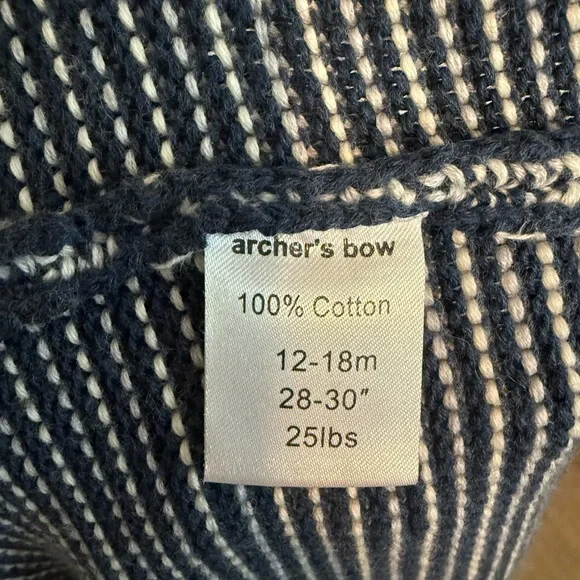 archer's bow
100% Cotton
12-18m
28-30"
25lbs